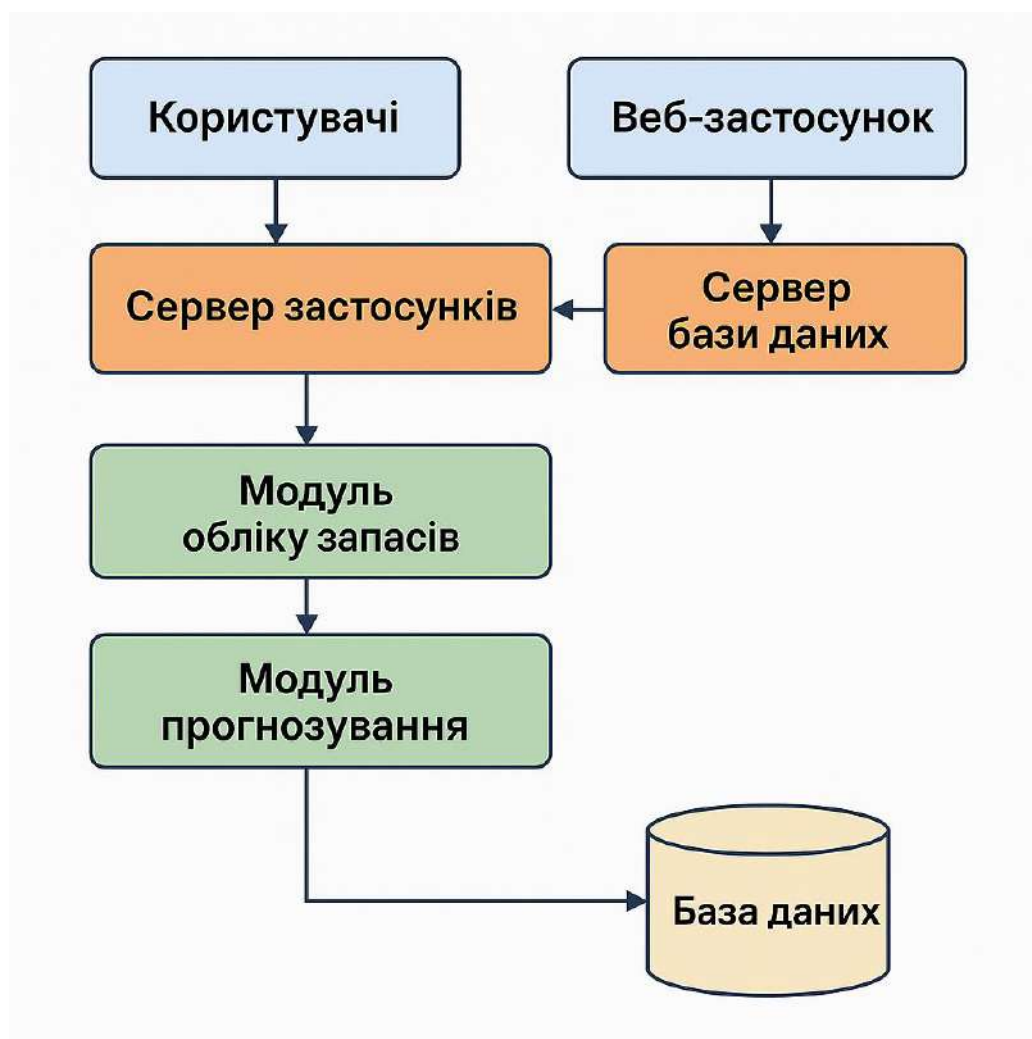 Користувачі
Веб-застосунок
Сервер застосунків
Сервер
бази даних
Модуль
обліку запасів
Модуль
прогнозування
База даних